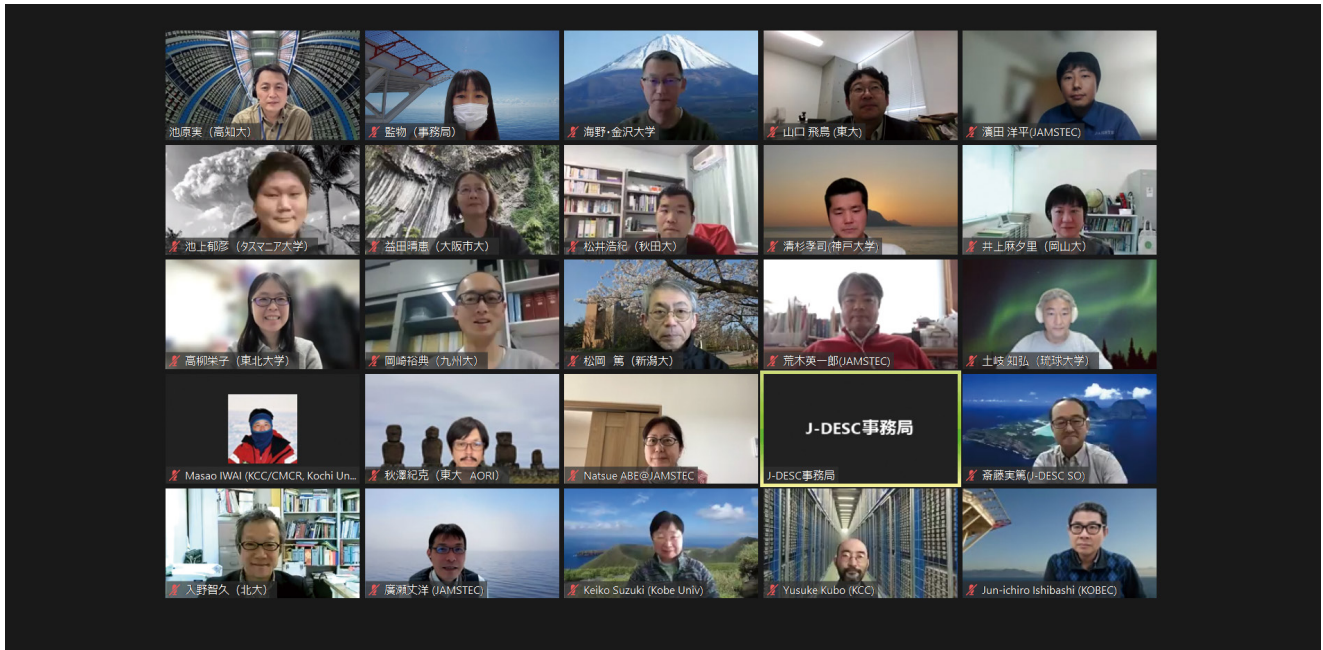 池原実（高知大）
監物（事務局）
海野・金沢大学
山口 飛鳥 (東大)
濱田 洋平(JAMSTEC)
池上郁彦（タスマニア大学）
益田晴恵（大阪市大）
松井浩紀（秋田大）
清杉孝司(神戸大学)
井上麻夕里（岡山大）
高柳栄子（東北大学）
岡崎裕典（九州大）
松岡 篤（新潟大）
荒木英一郎(JAMSTEC)
土岐 知弘（琉球大学）
Masao IWAI (KCC/CMCR, Kochi Un...
秋澤紀克（東大 AORI）
Natsue ABE@JAMSTEC
J-DESC事務局
J-DESC事務局
斎藤実篤(J-DESC SO)
入野智久（北大）
廣瀬丈洋 (JAMSTEC)
Keiko Suzuki (Kobe Univ)
Yusuke Kubo (KCC)
Jun-ichiro Ishibashi (KOBEC)